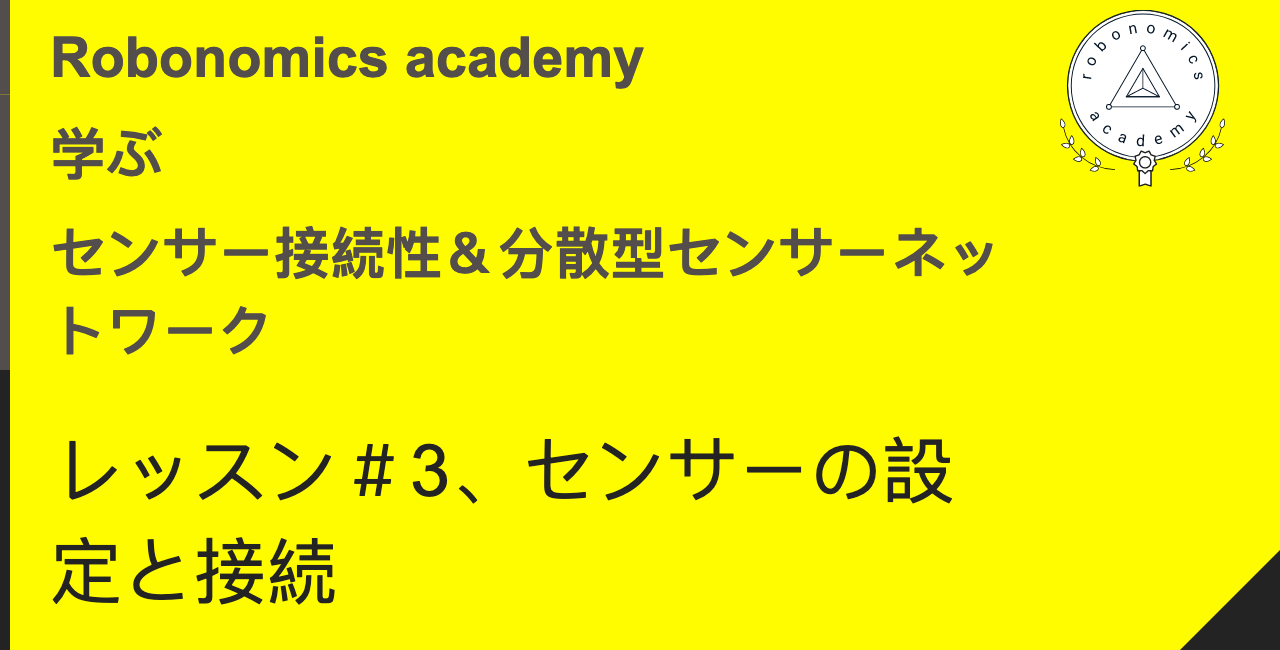 Robonomics academy
学ぶ
センサー接続性＆分散型センサーネッ
トワーク
レッスン＃3、センサーの設
定と接続
robonomics
academy